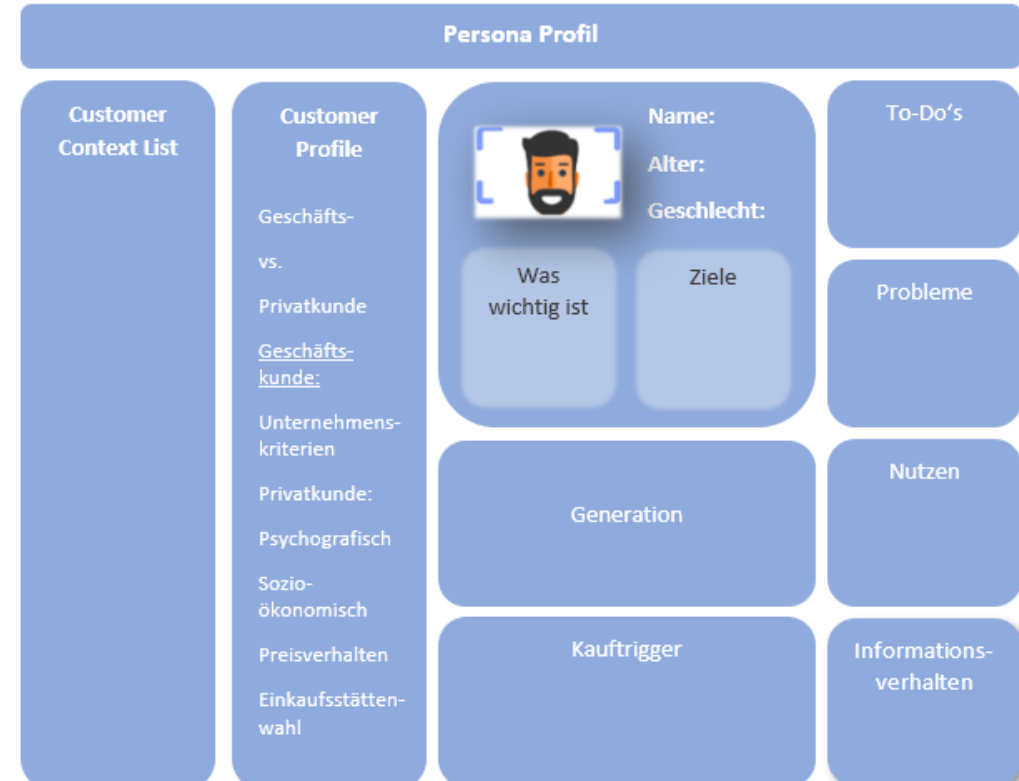 Persona Profil
Customer
Context List
Customer
Profile
Geschäfts-
vs.
Privatkunde
Geschäfts-
kunde:
Unternehmens-
kriterien
Privatkunde:
Psychografisch
Sozio-
ökonomisch
Preisverhalten
Einkaufsstätten-
wahl
Name:
Alter:
Geschlecht:
Was
wichtig ist
Ziele
Generation
Kauftrigger
To-Do‘s
Probleme
Nutzen
Informations-
verhalten